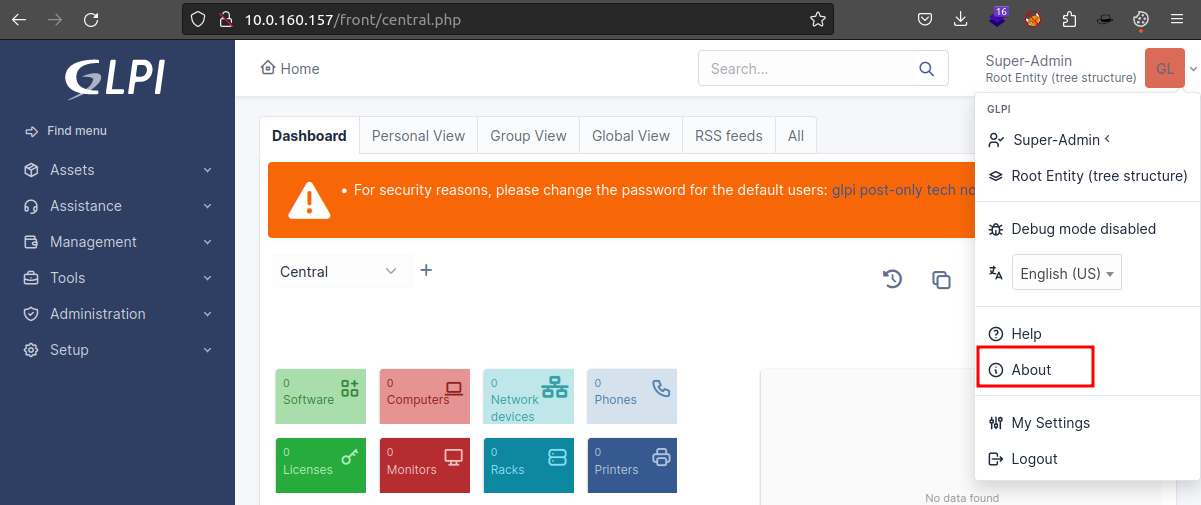 16
10.0.160.157/front/central.php
GLPI
Home
Search...
Super-Admin
Root Entity (tree structure)
GL
Find menu
Assets
Assistance
Management
Tools
Administration
Setup
Dashboard
Personal View
Group View
Global View
RSS feeds
All
• For security reasons, please change the password for the default users: glpi post-only tech
Central
+
0
Software
0
Computers
0
Network
devices
0
Phones
0
Licenses
0
Monitors
0
Racks
0
Printers
No data found
GLPI
Super-Admin
Root Entity (tree structure)
Debug mode disabled
English (US)
Help
About
My Settings
Logout